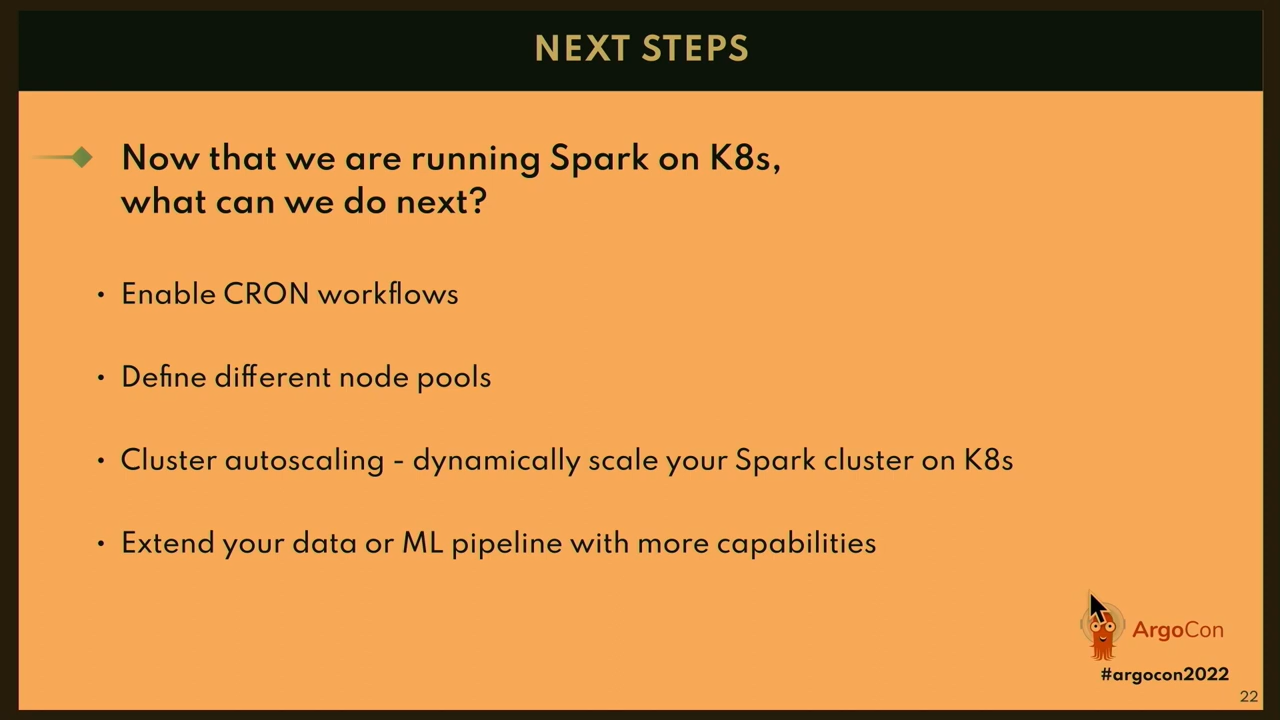 NEXT STEPS
Now that we are running Spark on K8s,
what can we do next?
• Enable CRON workflows
• Define different node pools
• Cluster autoscaling - dynamically scale your Spark cluster on K8s
• Extend your data or ML pipeline with more capabilities
ArgoCon
#argocon2022
22